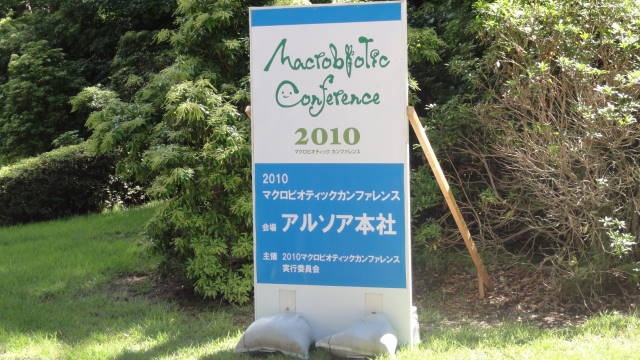 Macrobiotic
Conference
2010
マクロビオティック カンファレンス
2010
マクロビオティックカンファレンス
会場 アルソア本社
主催 2010マクロビオティックカンファレンス
実行委員会